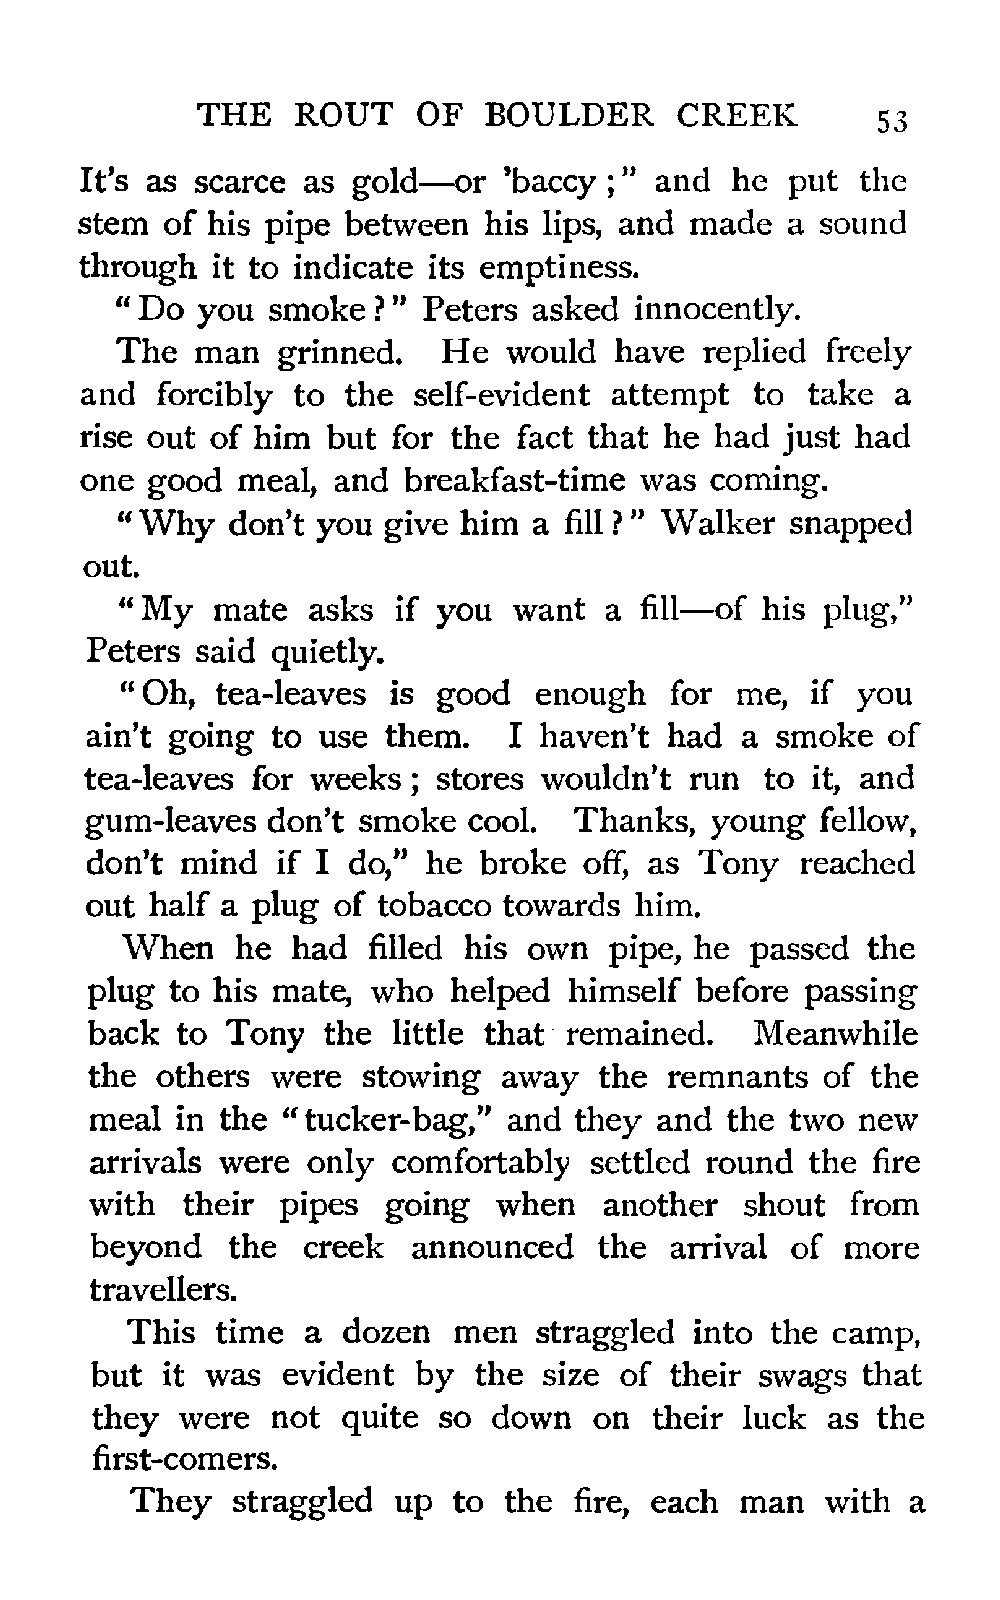 THE ROUT OF BOULDER CREEK 53
It's as scarce as gold—or 'baccy ;" and he put the
stem of his pipe between his lips, and made a sound
through it to indicate its emptiness.
"Do you smoke?" Peters asked innocently.
The man grinned. He would have replied freely
and forcibly to the self-evident attempt to take a
rise out of him but for the fact that he had just had
one good meal, and breakfast-time was coming.
"Why don't you give him a fill?" Walker snapped
out.
"My mate asks if you want a fill—of his plug,"
Peters said quietly.
"Oh, tea-leaves is good enough for me, if you
ain't going to use them. I haven't had a smoke of
tea-leaves for weeks ; stores wouldn't run to it, and
gum-leaves don't smoke cool. Thanks, young fellow,
don't mind if I do," he broke off, as Tony reached
out half a plug of tobacco towards him.
When he had filled his own pipe, he passed the
plug to his mate, who helped himself before passing
back to Tony the little that remained. Meanwhile
the others were stowing away the remnants of the
meal in the "tucker-bag," and they and the two new
arrivals were only comfortably settled round the fire
with their pipes going when another shout from
beyond the creek announced the arrival of more
travellers.
This time a dozen men straggled into the camp,
but it was evident by the size of their swags that
they were not quite so down on their luck as the
first-comers.
They straggled up to the fire, each man with a